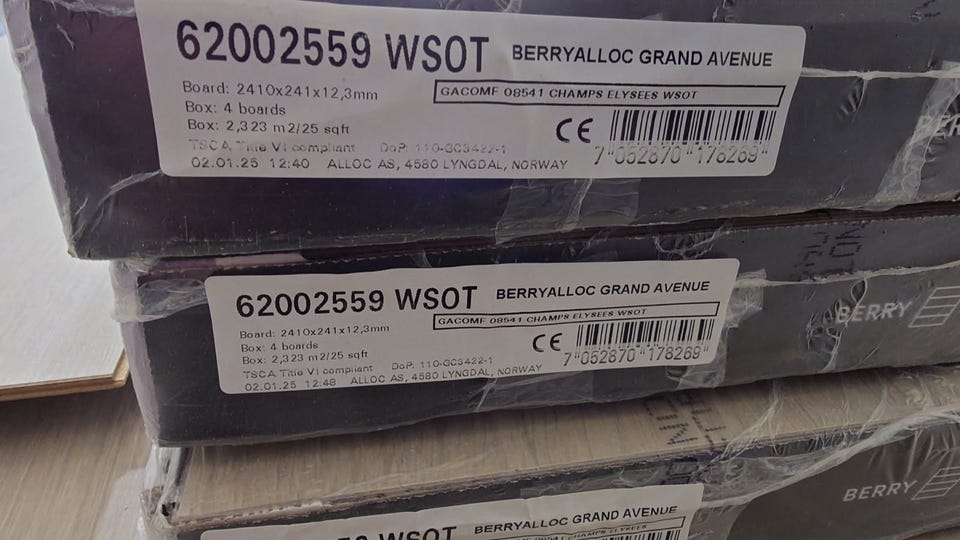 62002559 WSOT BERRYALLOC GRAND AVENUE
Board: 2410x241x12,3mm
GACOMF 08541 CHAMPS ELYSEES WSOT
Box: 4 boards
Box: 2,323 m2/25 sqft
CE
TSCA Title VI compliant DoP: 110-GC3422-1
7 052870 178269
02.01.25 12:40 ALLOC AS, 4580 LYNGDAL, NORWAY
62002559 WSOT BERRYALLOC GRAND AVENUE
GACOMF 08541 CHAMPS ELYSEES WSOT
Board: 2410x241x12,3mm
Box: 4 boards
Box: 2,323 m2/25 sqft
CE
TSCA Title VI compliant DoP: 110-GC3422-1
7 052870 178269
02.01.25 12:48 ALLOC AS, 4580 LYNGDAL, NORWAY
BERRY
BERRY
WSOT BERRYALLOC GRAND AVENUE
CHAMPS ELYSEES